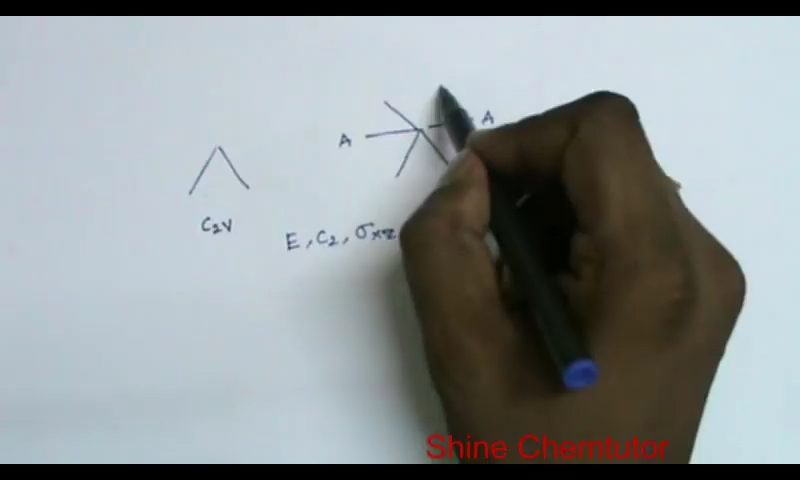 A A
C2V
E, C2, σxz
Shine Chemtutor